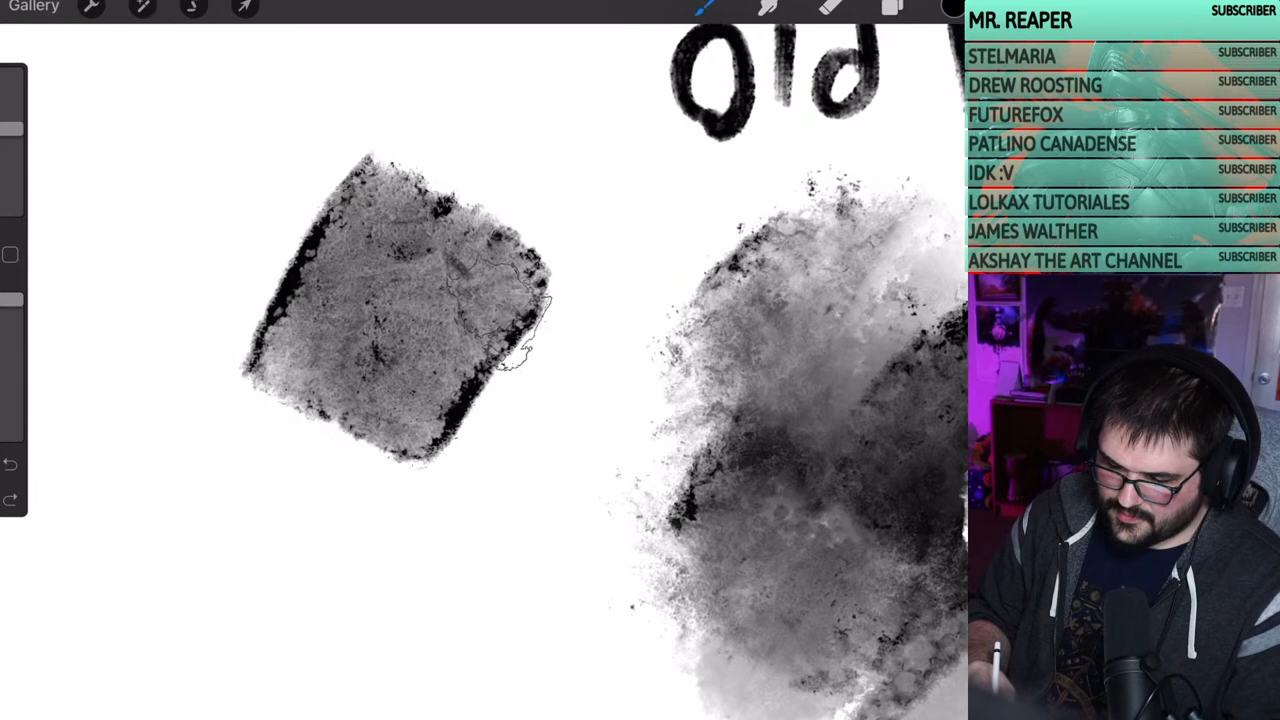 Gallery
Old
MR. REAPER SUBSCRIBER
STELMARIA SUBSCRIBER
DREW ROOSTING SUBSCRIBER
FUTUREFOX SUBSCRIBER
PATLINO CANADENSE SUBSCRIBER
IDK :V SUBSCRIBER
LOLKAX TUTORIALES SUBSCRIBER
JAMES WALTHER SUBSCRIBER
AKSHAY THE ART CHANNEL SUBSCRIBER